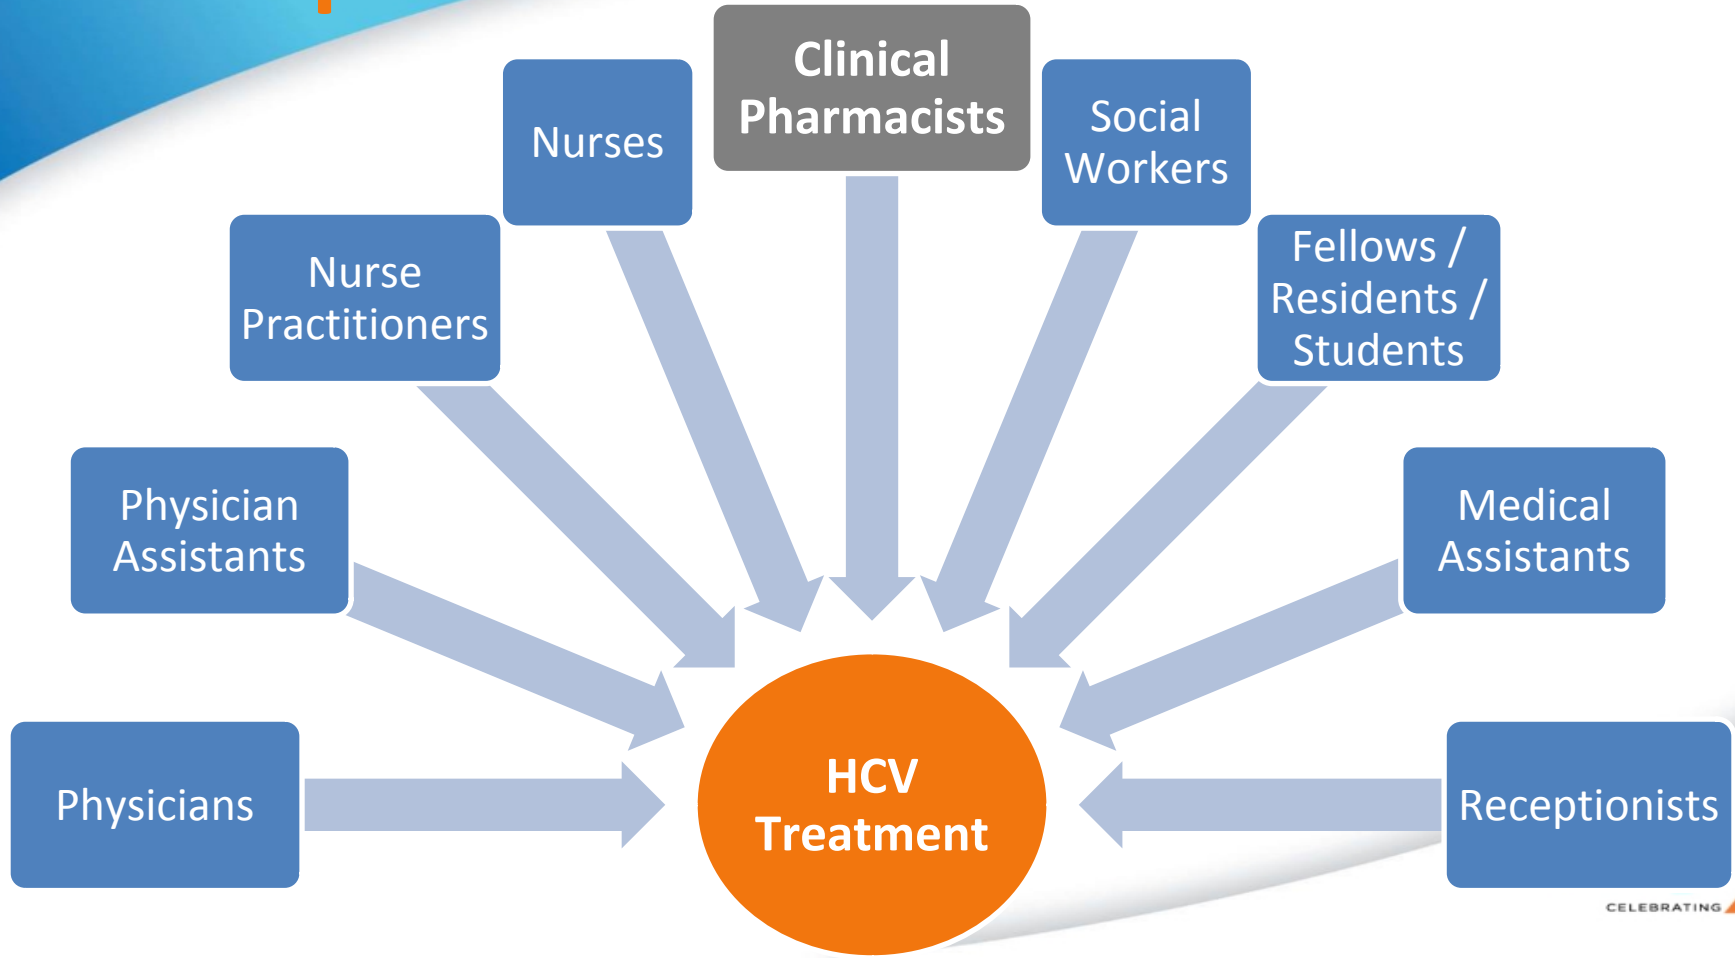 Clinical
Pharmacists
Nurses
Social
Workers
Nurse
Practitioners
Fellows /
Residents /
Students
Physician
Assistants
Medical
Assistants
Physicians
HCV
Treatment
Receptionists
CELEBRATING